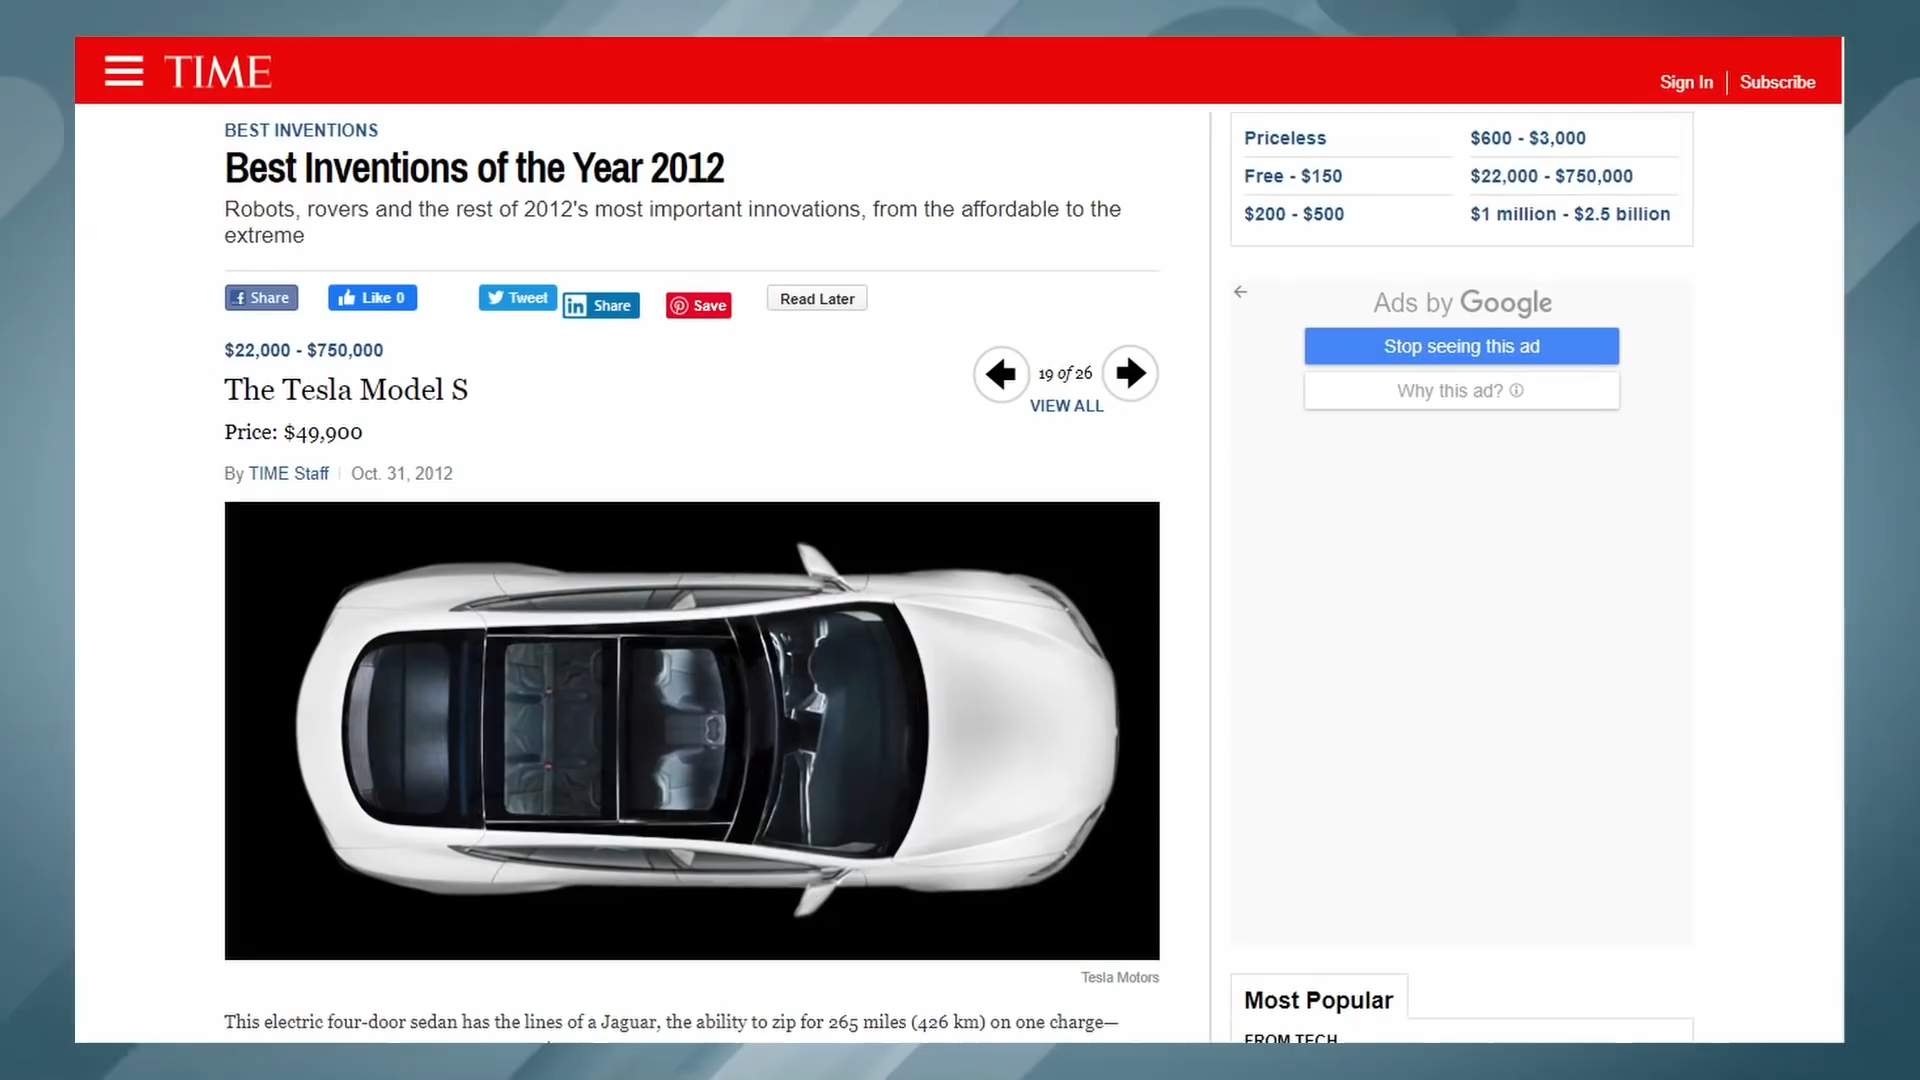 TIME
Sign In
Subscribe
BEST INVENTIONS
Best Inventions of the Year 2012
Robots, rovers and the rest of 2012's most important innovations, from the affordable to the
extreme
Share
Like 0
Tweet
Share
Save
Read Later
$22,000 - $750,000
The Tesla Model S
Price: $49,900
By TIME Staff
Oct. 31, 2012
19 of 26
VIEW ALL
Tesla Motors
This electric four-door sedan has the lines of a Jaguar, the ability to zip for 265 miles (426 km) on one charge—
Priceless
$600 - $3,000
Free - $150
$22,000 - $750,000
$200 - $500
$1 million - $2.5 billion
Ads by Google
Stop seeing this ad
Why this ad?
Most Popular
FROM TECH